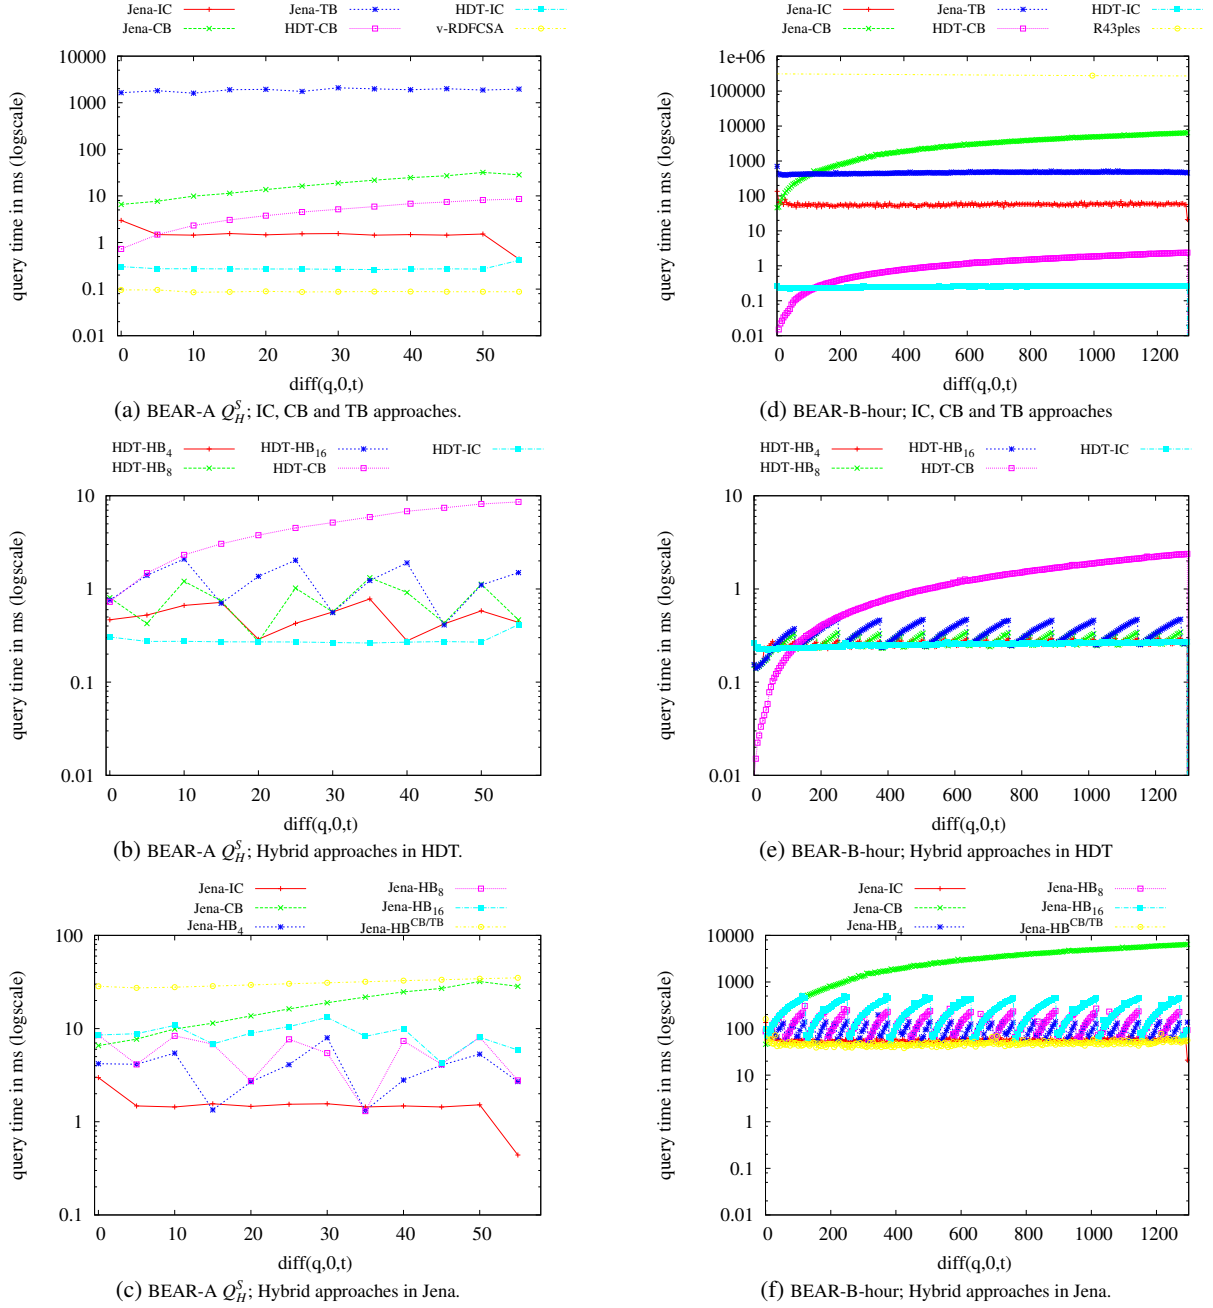 Jena-IC Jena-TB HDT-IC
Jena-CB HDT-CB v-RDFCSA
query time in ms (logscale)
10000
1000
100
10
1
0.1
0.01
0 10 20 30 40 50
diff(q,0,t)
(a) BEAR-A Q_H^S; IC, CB and TB approaches.
Jena-IC Jena-TB HDT-IC
Jena-CB HDT-CB R43ples
query time in ms (logscale)
1e+06
100000
10000
1000
100
10
1
0.1
0.01
0 200 400 600 800 1000 1200
diff(q,0,t)
(d) BEAR-B-hour; IC, CB and TB approaches
HDT-HB4 HDT-HB16 HDT-IC
HDT-HB8 HDT-CB
query time in ms (logscale)
10
1
0.1
0.01
0 10 20 30 40 50
diff(q,0,t)
(b) BEAR-A Q_H^S; Hybrid approaches in HDT.
HDT-HB4 HDT-HB16 HDT-IC
HDT-HB8 HDT-CB
query time in ms (logscale)
10
1
0.1
0.01
0 200 400 600 800 1000 1200
diff(q,0,t)
(e) BEAR-B-hour; Hybrid approaches in HDT
Jena-IC Jena-HB8
Jena-CB Jena-HB16
Jena-HB4 Jena-HB^CB/TB
query time in ms (logscale)
100
10
1
0.1
0 10 20 30 40 50
diff(q,0,t)
(c) BEAR-A Q_H^S; Hybrid approaches in Jena.
Jena-IC Jena-HB8
Jena-CB Jena-HB16
Jena-HB4 Jena-HB^CB/TB
query time in ms (logscale)
10000
1000
100
10
1
0.1
0.01
0 200 400 600 800 1000 1200
diff(q,0,t)
(f) BEAR-B-hour; Hybrid approaches in Jena.